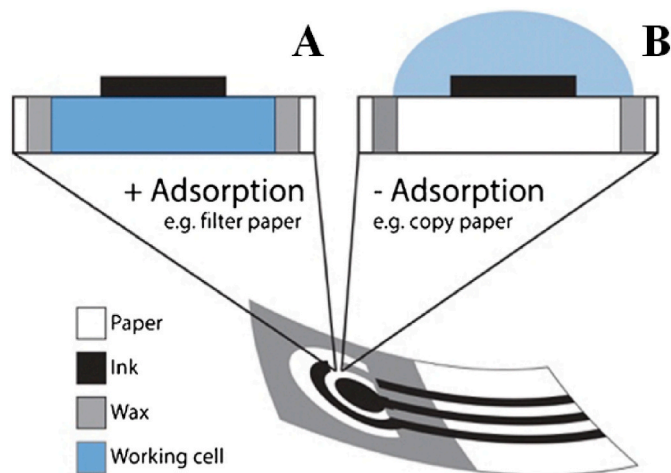 A
B
+ Adsorption
e.g. filter paper
- Adsorption
e.g. copy paper
Paper
Ink
Wax
Working cell